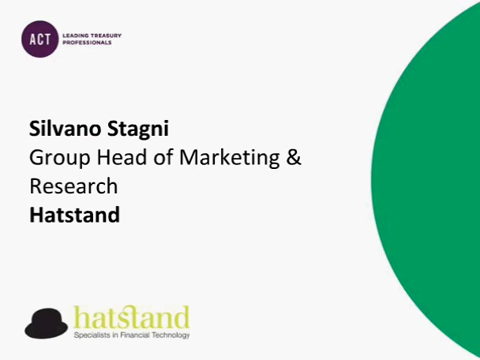 ACT
LEADING TREASURY
PROFESSIONALS
Silvano Stagni
Group Head of Marketing &
Research
Hatstand
hatstand
Specialists in Financial Technology